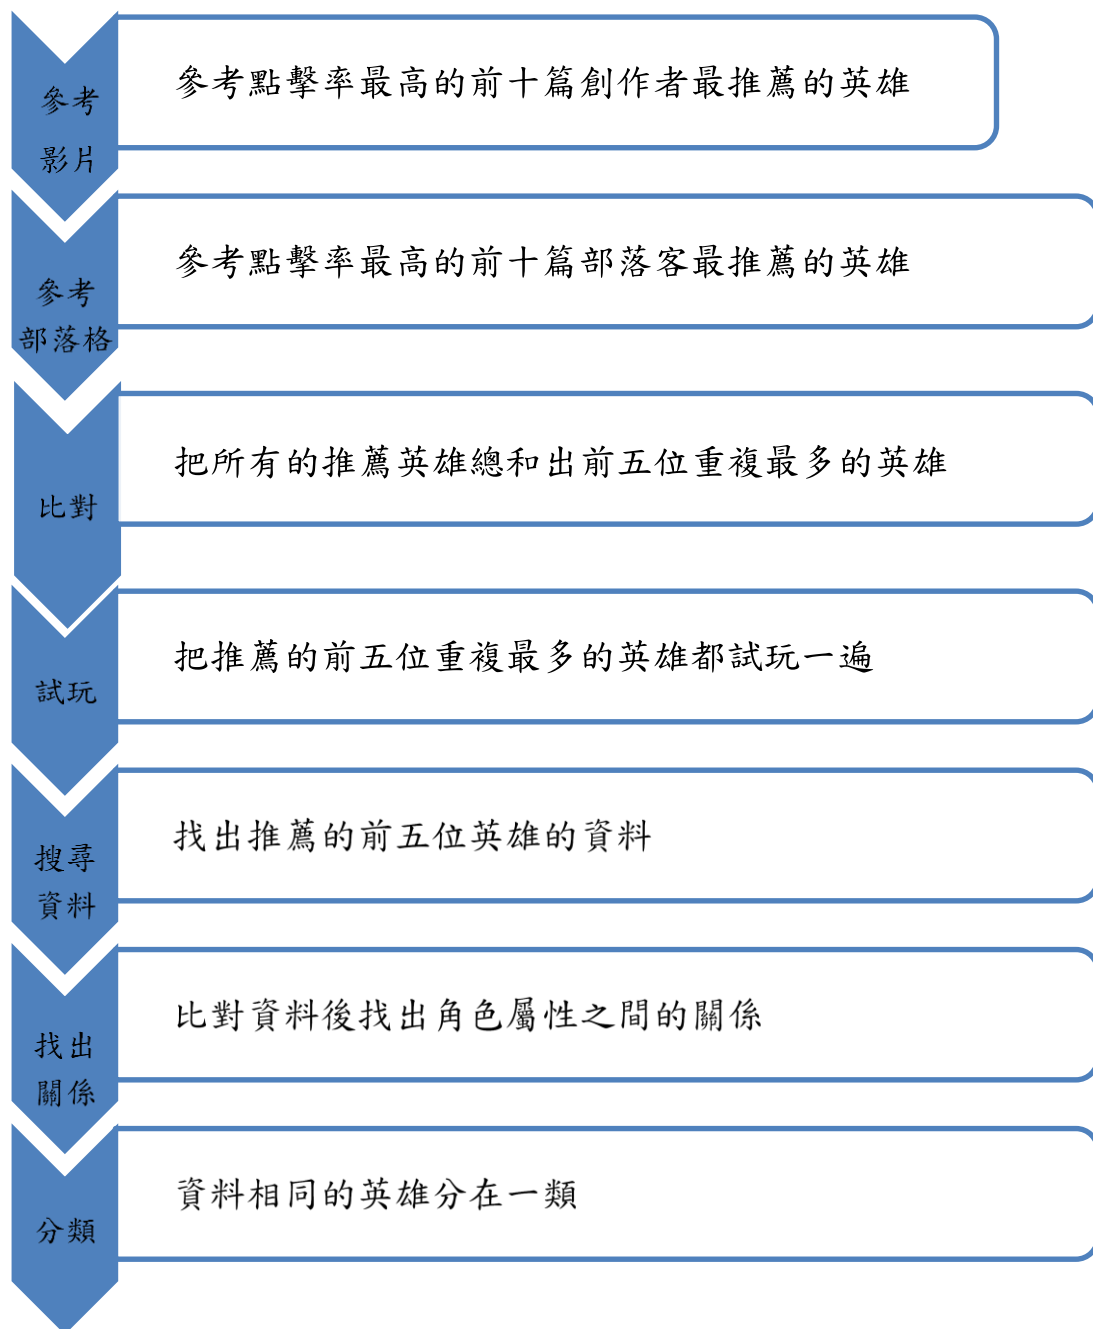 參考
影片
參考點擊率最高的前十篇創作者最推薦的英雄
參考
部落格
參考點擊率最高的前十篇部落客最推薦的英雄
比對
把所有的推薦英雄總和出前五位重複最多的英雄
試玩
把推薦的前五位重複最多的英雄都試玩一遍
搜尋
資料
找出推薦的前五位英雄的資料
找出
關係
比對資料後找出角色屬性之間的關係
分類
資料相同的英雄分在一類